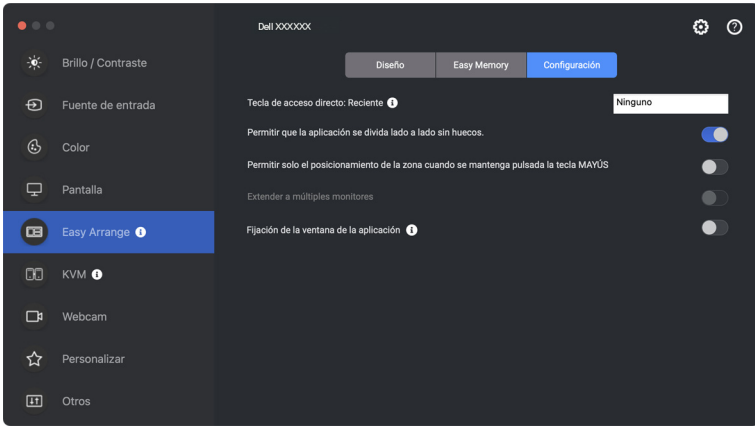 Dell XXXXXX
Brillo / Contraste
Fuente de entrada
Color
Pantalla
Easy Arrange
KVM
Webcam
Personalizar
Otros
Diseño
Easy Memory
Configuración
Tecla de acceso directo: Reciente
Ninguno
Permitir que la aplicación se divida lado a lado sin huecos.
Permitir solo el posicionamiento de la zona cuando se mantenga pulsada la tecla MAYÚS
Extender a múltiples monitores
Fijación de la ventana de la aplicación